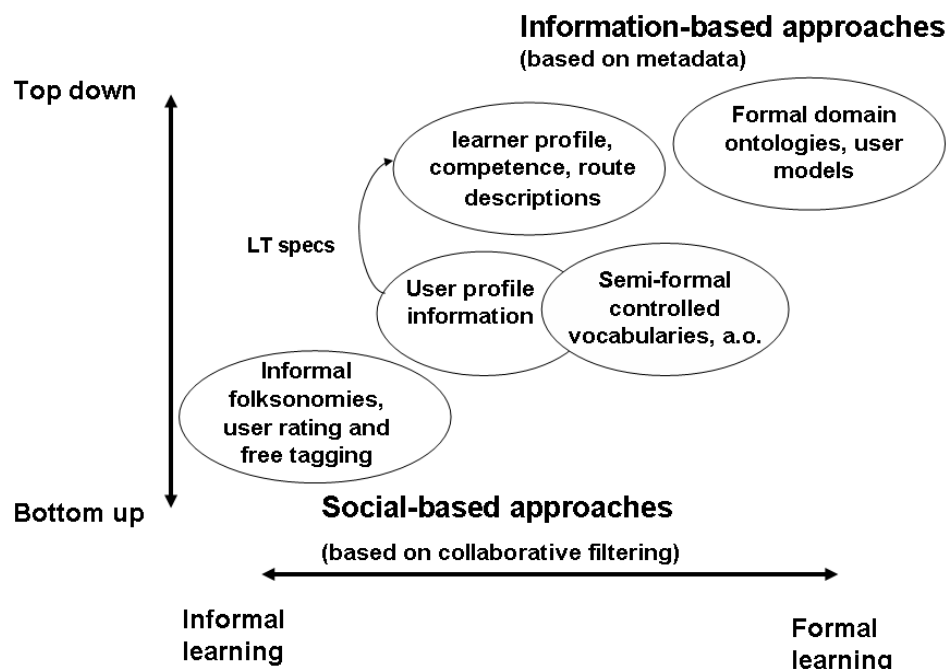 Information-based approaches
(based on metadata)
Top down
Formal domain
ontologies, user
models
learner profile,
competence, route
descriptions
LT specs
User profile
information
Semi-formal
controlled
vocabularies, a.o.
Informal
folksonomies,
user rating and
free tagging
Bottom up
Social-based approaches
(based on collaborative filtering)
Informal
learning
Formal
learning